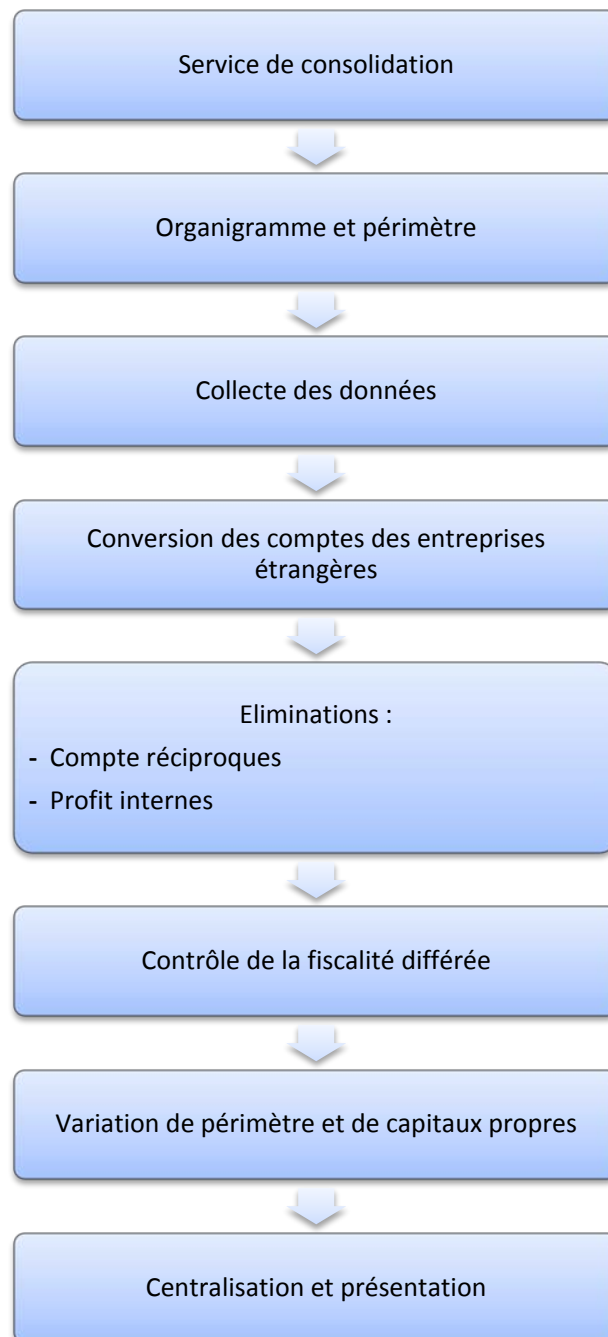 Service de consolidation
Organigramme et périmètre
Collecte des données
Conversion des comptes des entreprises
étrangères
Eliminations :
- Compte réciproques
- Profit internes
Contrôle de la fiscalité différée
Variation de périmètre et de capitaux propres
Centralisation et présentation